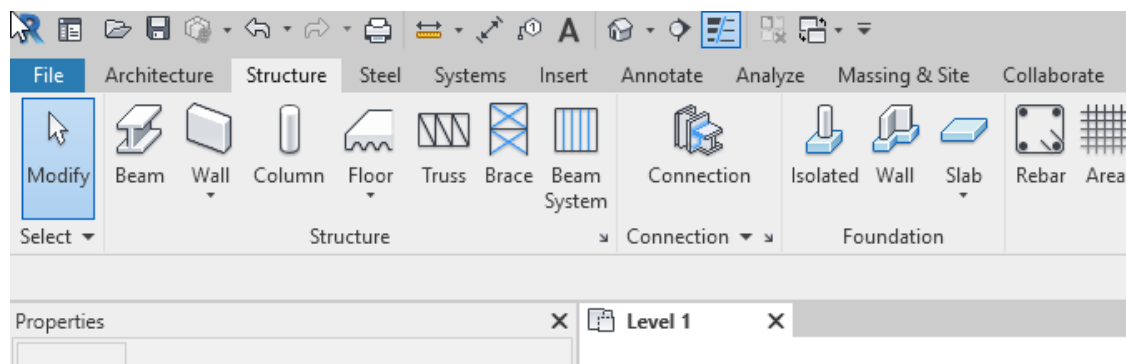 File Architecture Structure Steel Systems Insert Annotate Analyze Massing & Site Collaborate
Modify Beam Wall Column Floor Truss Brace Beam System Connection Isolated Wall Slab Rebar Area
Select Structure Connection Foundation
Properties Level 1